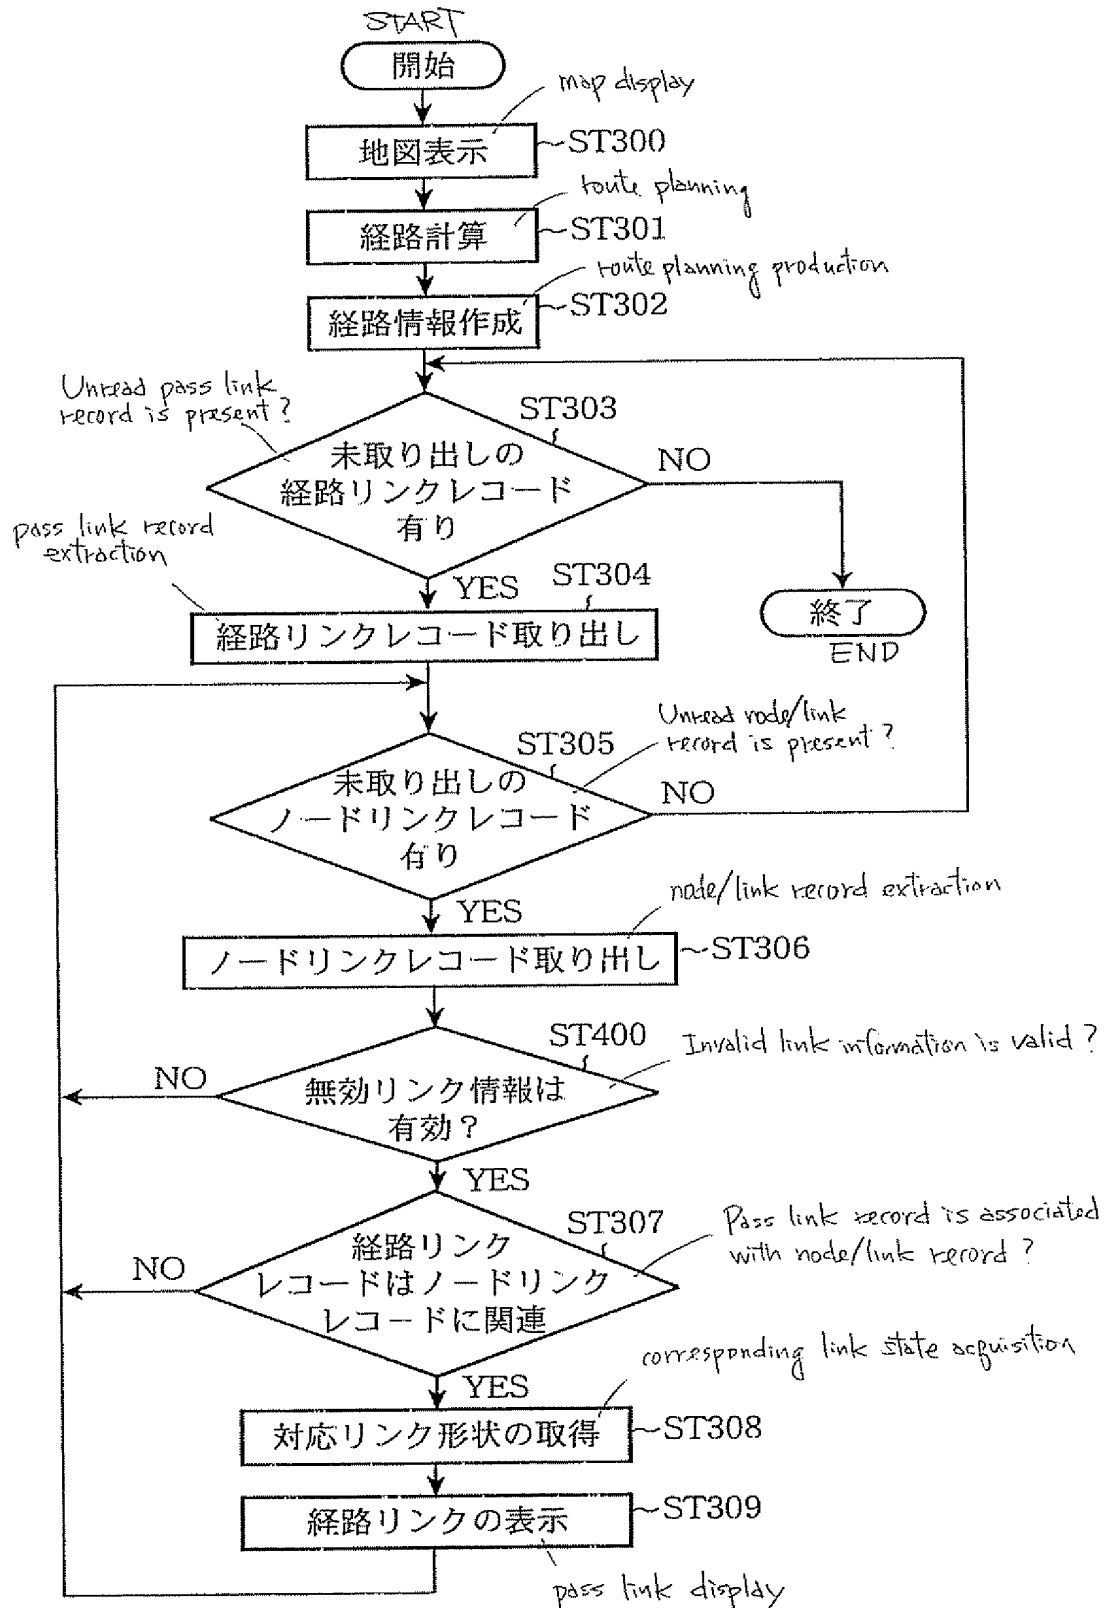 START
開始
map display
地図表示
ST300
route planning
経路計算
ST301
route planning production
経路情報作成
ST302
Unread pass link
record is present?
ST303
未取り出しの
経路リンクレコード
有り
NO
pass link record
extraction
YES
ST304
経路リンクレコード取り出し
終了
END
Unread node/link
record is present?
ST305
未取り出しの
ノードリンクレコード
有り
NO
YES
node/link record extraction
ノードリンクレコード取り出し
ST306
ST400
Invalid link information is valid?
NO
無効リンク情報は
有効?
YES
ST307
Pass link record is associated
with node/link record?
NO
経路リンク
レコードはノードリンク
レコードに関連
YES
corresponding link state acquisition
対応リンク形状の取得
ST308
経路リンクの表示
ST309
pass link display